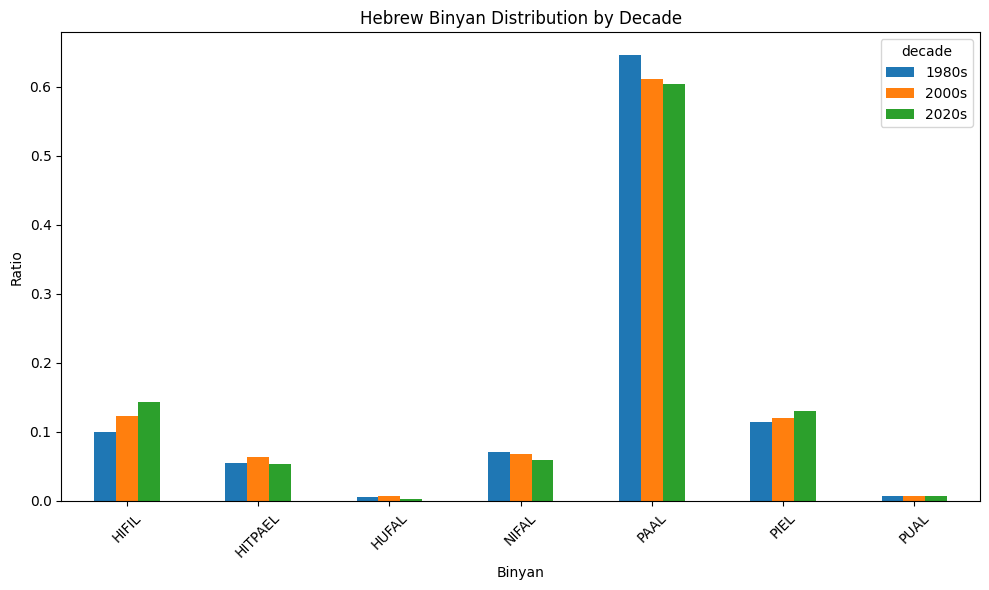 Hebrew Binyan Distribution by Decade
decade
1980s
2000s
2020s
Ratio
0.6
0.5
0.4
0.3
0.2
0.1
0.0
HIFIL
HITPAEL
HUFAL
NIFAL
PAAL
PIEL
PUAL
Binyan